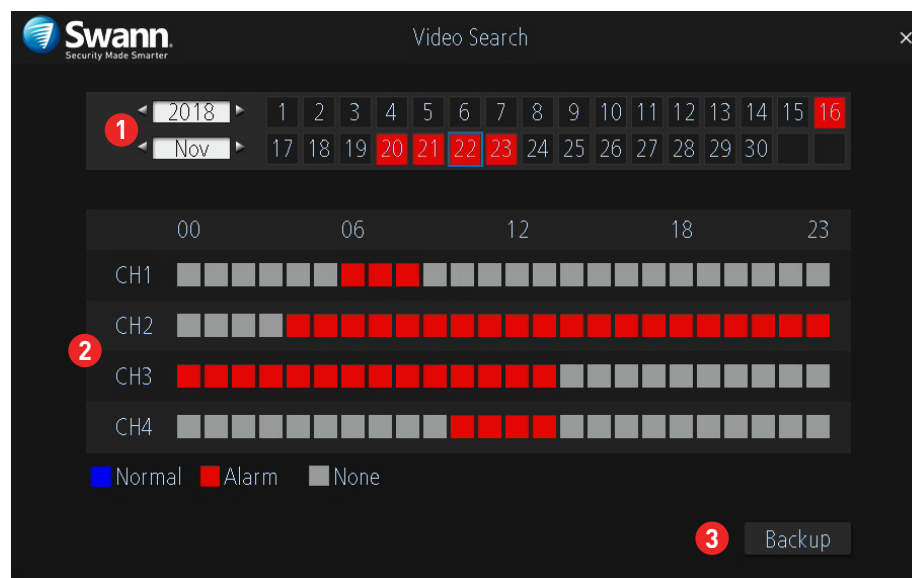 Swann.
Security Made Smarter
Video Search
×
1
2018
1 2 3 4 5 6 7 8 9 10 11 12 13 14 15 16
Nov
17 18 19 20 21 22 23 24 25 26 27 28 29 30
00 06 12 18 23
CH1
CH2
2
CH3
CH4
Normal Alarm None
3 Backup